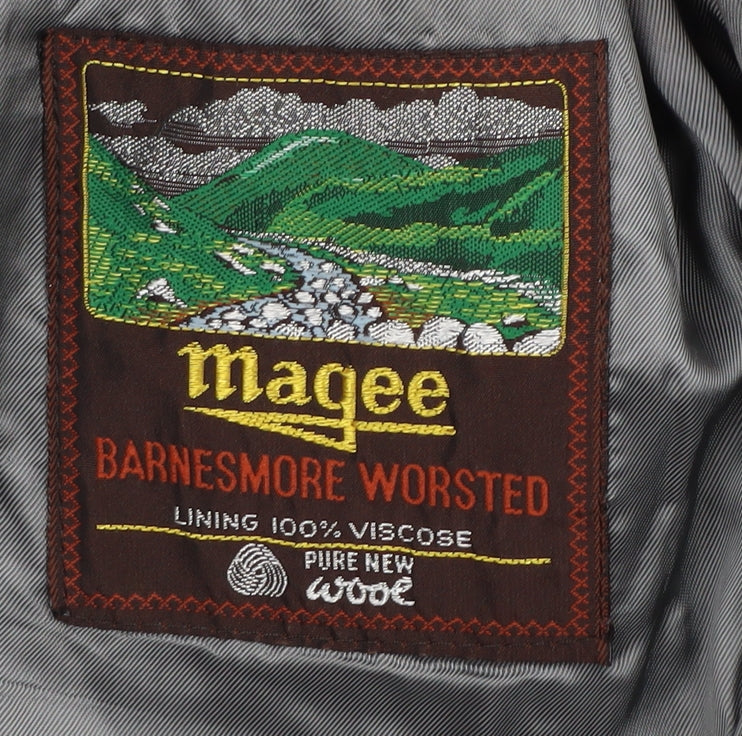 magee
BARNESMORE WORSTED
LINING 100% VISCOSE
PURE NEW
wool